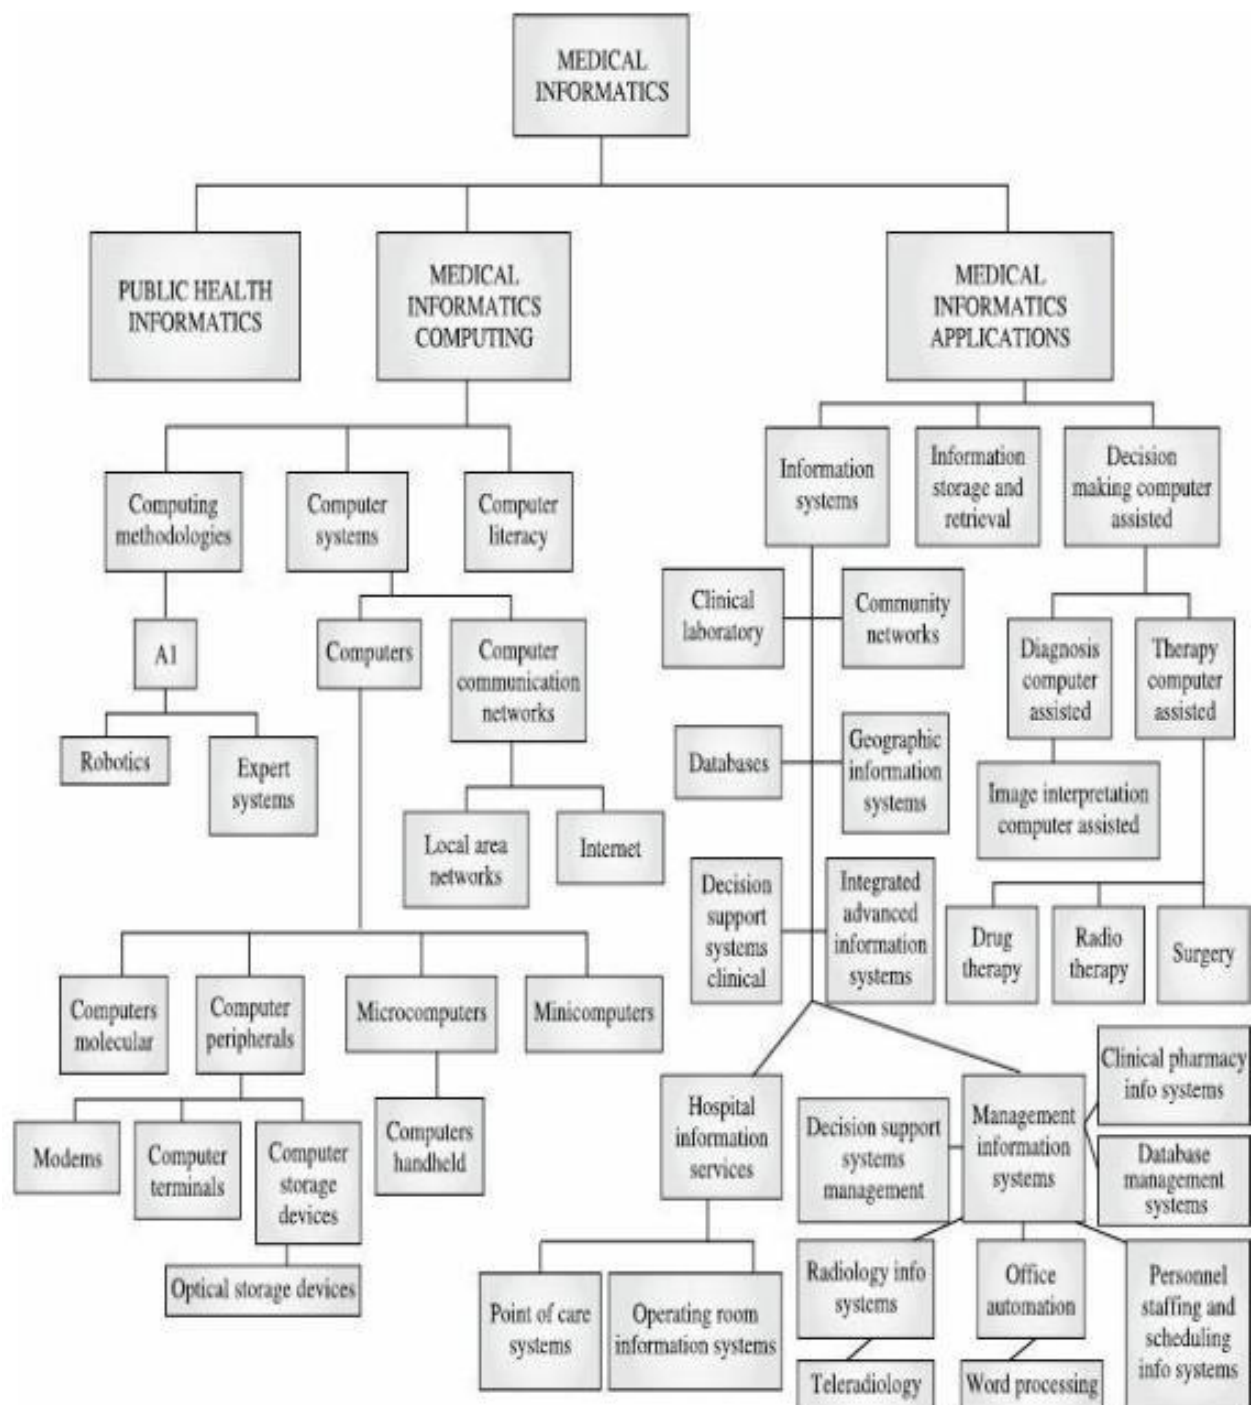 MEDICAL
INFORMATICS
PUBLIC HEALTH
INFORMATICS
MEDICAL
INFORMATICS
COMPUTING
MEDICAL
INFORMATICS
APPLICATIONS
Computing
methodologies
Computer
systems
Computer
literacy
Information
systems
Information
storage and
retrieval
Decision
making computer
assisted
A1
Computers
Computer
communication
networks
Clinical
laboratory
Community
networks
Diagnosis
computer
assisted
Therapy
computer
assisted
Robotics
Expert
systems
Databases
Geographic
information
systems
Image interpretation
computer assisted
Local area
networks
Internet
Decision
support
systems
clinical
Integrated
advanced
information
systems
Drug
therapy
Radio
therapy
Surgery
Computers
molecular
Computer
peripherals
Microcomputers
Minicomputers
Modems
Computer
terminals
Computer
storage
devices
Computers
handheld
Optical storage devices
Hospital
information
services
Decision support
systems
management
Management
information
systems
Clinical pharmacy
info systems
Database
management
systems
Point of care
systems
Operating room
information systems
Radiology info
systems
Office
automation
Personnel
staffing and
scheduling
info systems
Teleradiology
Word processing